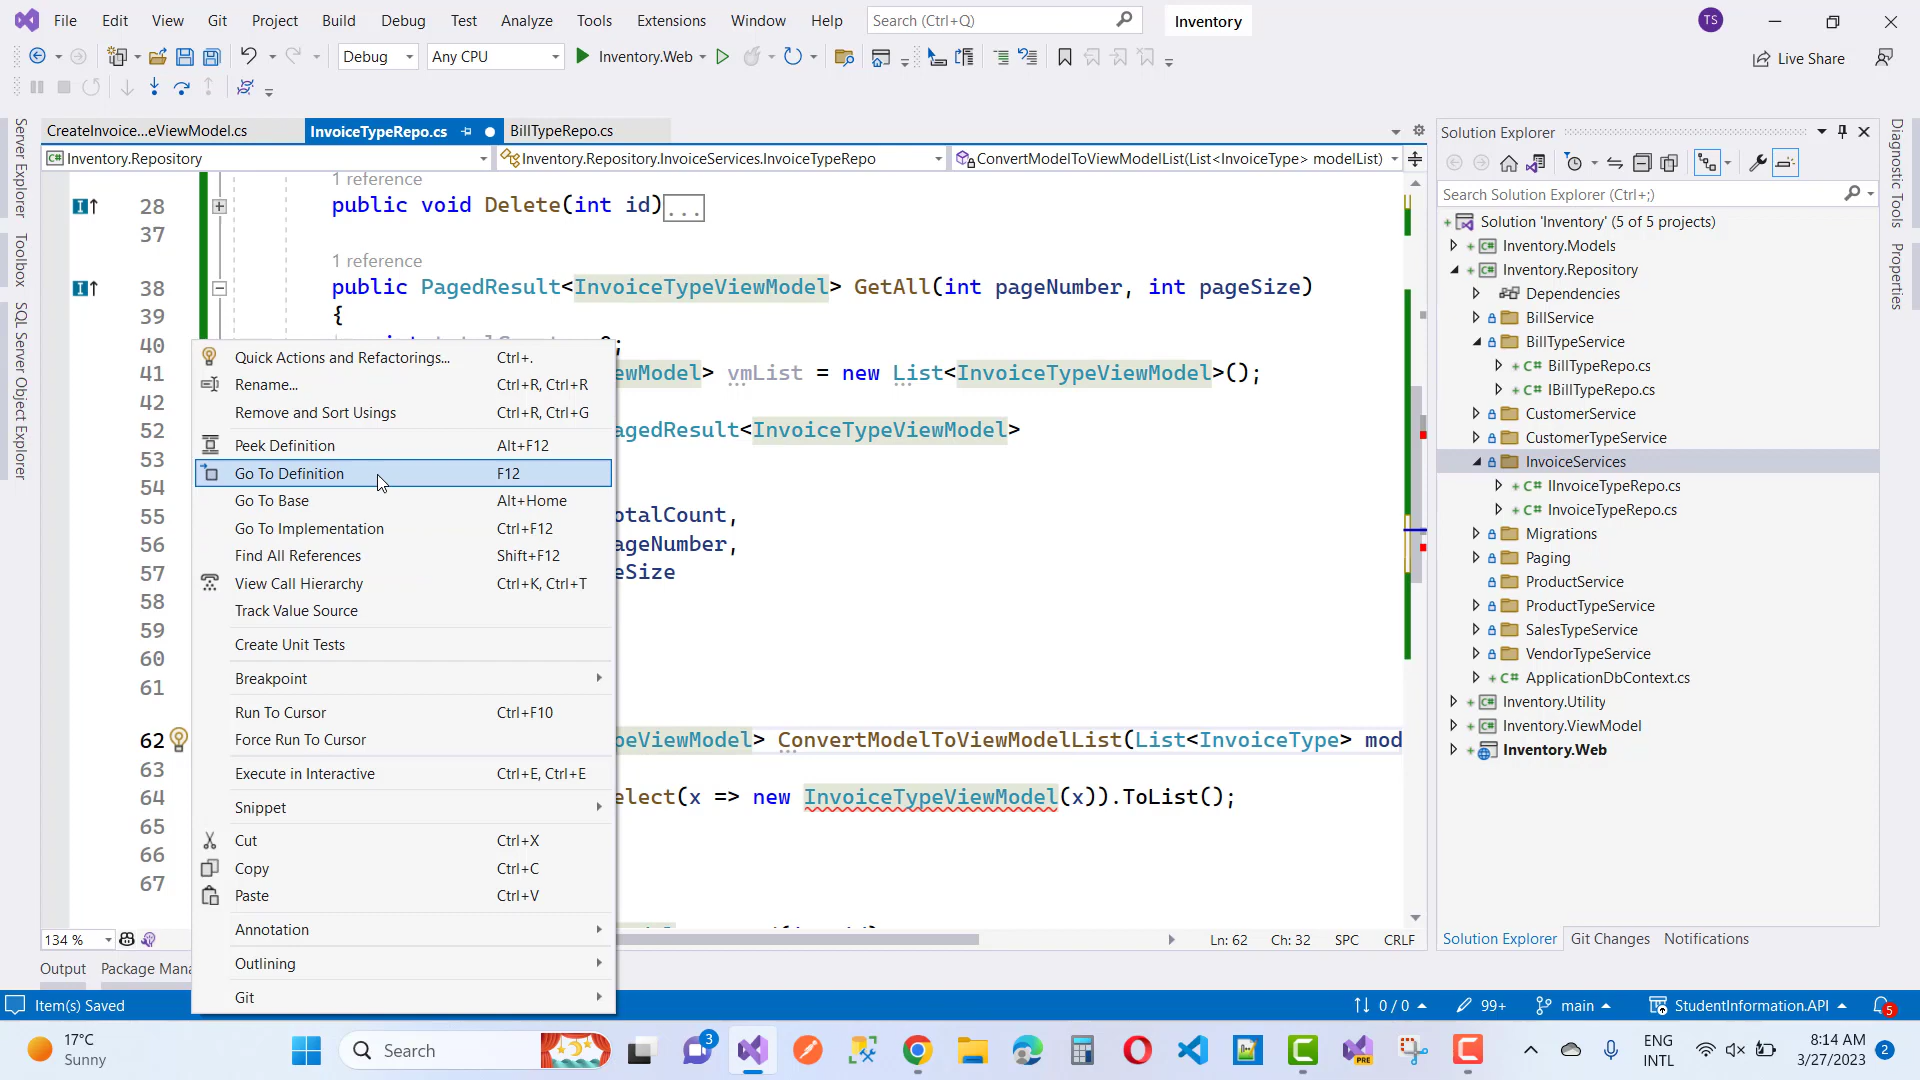 File Edit View Git Project Build Debug Test Analyze Tools Extensions Window Help Search (Ctrl+Q) Inventory TS
Debug Any CPU Inventory.Web Live Share
CreateInvoice...eViewModel.cs InvoiceTypeRepo.cs BillTypeRepo.cs
Inventory.Repository Inventory.Repository.InvoiceServices.InvoiceTypeRepo ConvertModelToViewModelList(List<InvoiceType> modelList)
1 reference
28 public void Delete(int id)...
37
1 reference
38 public PagedResult<InvoiceTypeViewModel> GetAll(int pageNumber, int pageSize)
39 {
40
41 ewModel> vmList = new List<InvoiceTypeViewModel>();
42
52 agedResult<InvoiceTypeViewModel>
53
54
55 otalCount,
56 ageNumber,
57 eSize
58
59
60
61
62 peViewModel> ConvertModelToViewModelList(List<InvoiceType> mod
63
64 elect(x => new InvoiceTypeViewModel(x)).ToList();
65
66
67
Quick Actions and Refactorings... Ctrl+.
Rename... Ctrl+R, Ctrl+R
Remove and Sort Usings Ctrl+R, Ctrl+G
Peek Definition Alt+F12
Go To Definition F12
Go To Base Alt+Home
Go To Implementation Ctrl+F12
Find All References Shift+F12
View Call Hierarchy Ctrl+K, Ctrl+T
Track Value Source
Create Unit Tests
Breakpoint
Run To Cursor Ctrl+F10
Force Run To Cursor
Execute in Interactive Ctrl+E, Ctrl+E
Snippet
Cut Ctrl+X
Copy Ctrl+C
Paste Ctrl+V
Annotation
Outlining
Git
134 % Ln: 62 Ch: 32 SPC CRLF
Output Package Mana
Server Explorer
Toolbox
SQL Server Object Explorer
Solution Explorer
Search Solution Explorer (Ctrl+;)
Solution 'Inventory' (5 of 5 projects)
Inventory.Models
Inventory.Repository
Dependencies
BillService
BillTypeService
C# BillTypeRepo.cs
C# IBillTypeRepo.cs
CustomerService
CustomerTypeService
InvoiceServices
C# IInvoiceTypeRepo.cs
C# InvoiceTypeRepo.cs
Migrations
Paging
ProductService
ProductTypeService
SalesTypeService
VendorTypeService
C# ApplicationDbContext.cs
Inventory.Utility
Inventory.ViewModel
Inventory.Web
Solution Explorer Git Changes Notifications
Diagnostic Tools
Properties
Item(s) Saved 0 / 0 99+ main StudentInformation.API 5
17°C
Sunny
Search 3 PRE
ENG
INTL
8:14 AM
3/27/2023
2